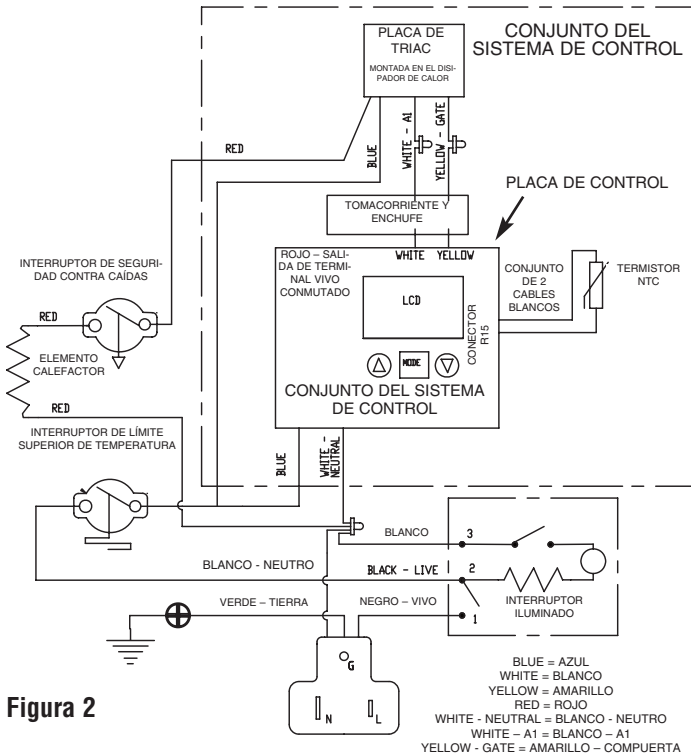 CONJUNTO DEL
SISTEMA DE CONTROL
PLACA DE
TRIAC
MONTADA EN EL DISI-
PADOR DE CALOR
RED
BLUE
WHITE - A1
YELLOW - GATE
PLACA DE CONTROL
TOMACORRIENTE Y
ENCHUFE
ROJO – SALI-
DA DE TERMI-
NAL VIVO
CONMUTADO
WHITE
YELLOW
LCD
CONECTOR
R15
CONJUNTO
DE 2
CABLES
BLANCOS
TERMISTOR
NTC
MODE
CONJUNTO DEL SISTEMA
DE CONTROL
INTERRUPTOR DE SEGURI-
DAD CONTRA CAÍDAS
RED
ELEMENTO
CALEFACTOR
RED
INTERRUPTOR DE LÍMITE
SUPERIOR DE TEMPERATURA
BLUE
WHITE -
NEUTRAL
BLANCO
3
BLANCO - NEUTRO
BLACK - LIVE
2
INTERRUPTOR
ILUMINADO
VERDE – TIERRA
NEGRO – VIVO
1
G
N
L
Figura 2
BLUE = AZUL
WHITE = BLANCO
YELLOW = AMARILLO
RED = ROJO
WHITE - NEUTRAL = BLANCO - NEUTRO
WHITE – A1 = BLANCO – A1
YELLOW - GATE = AMARILLO – COMPUERTA